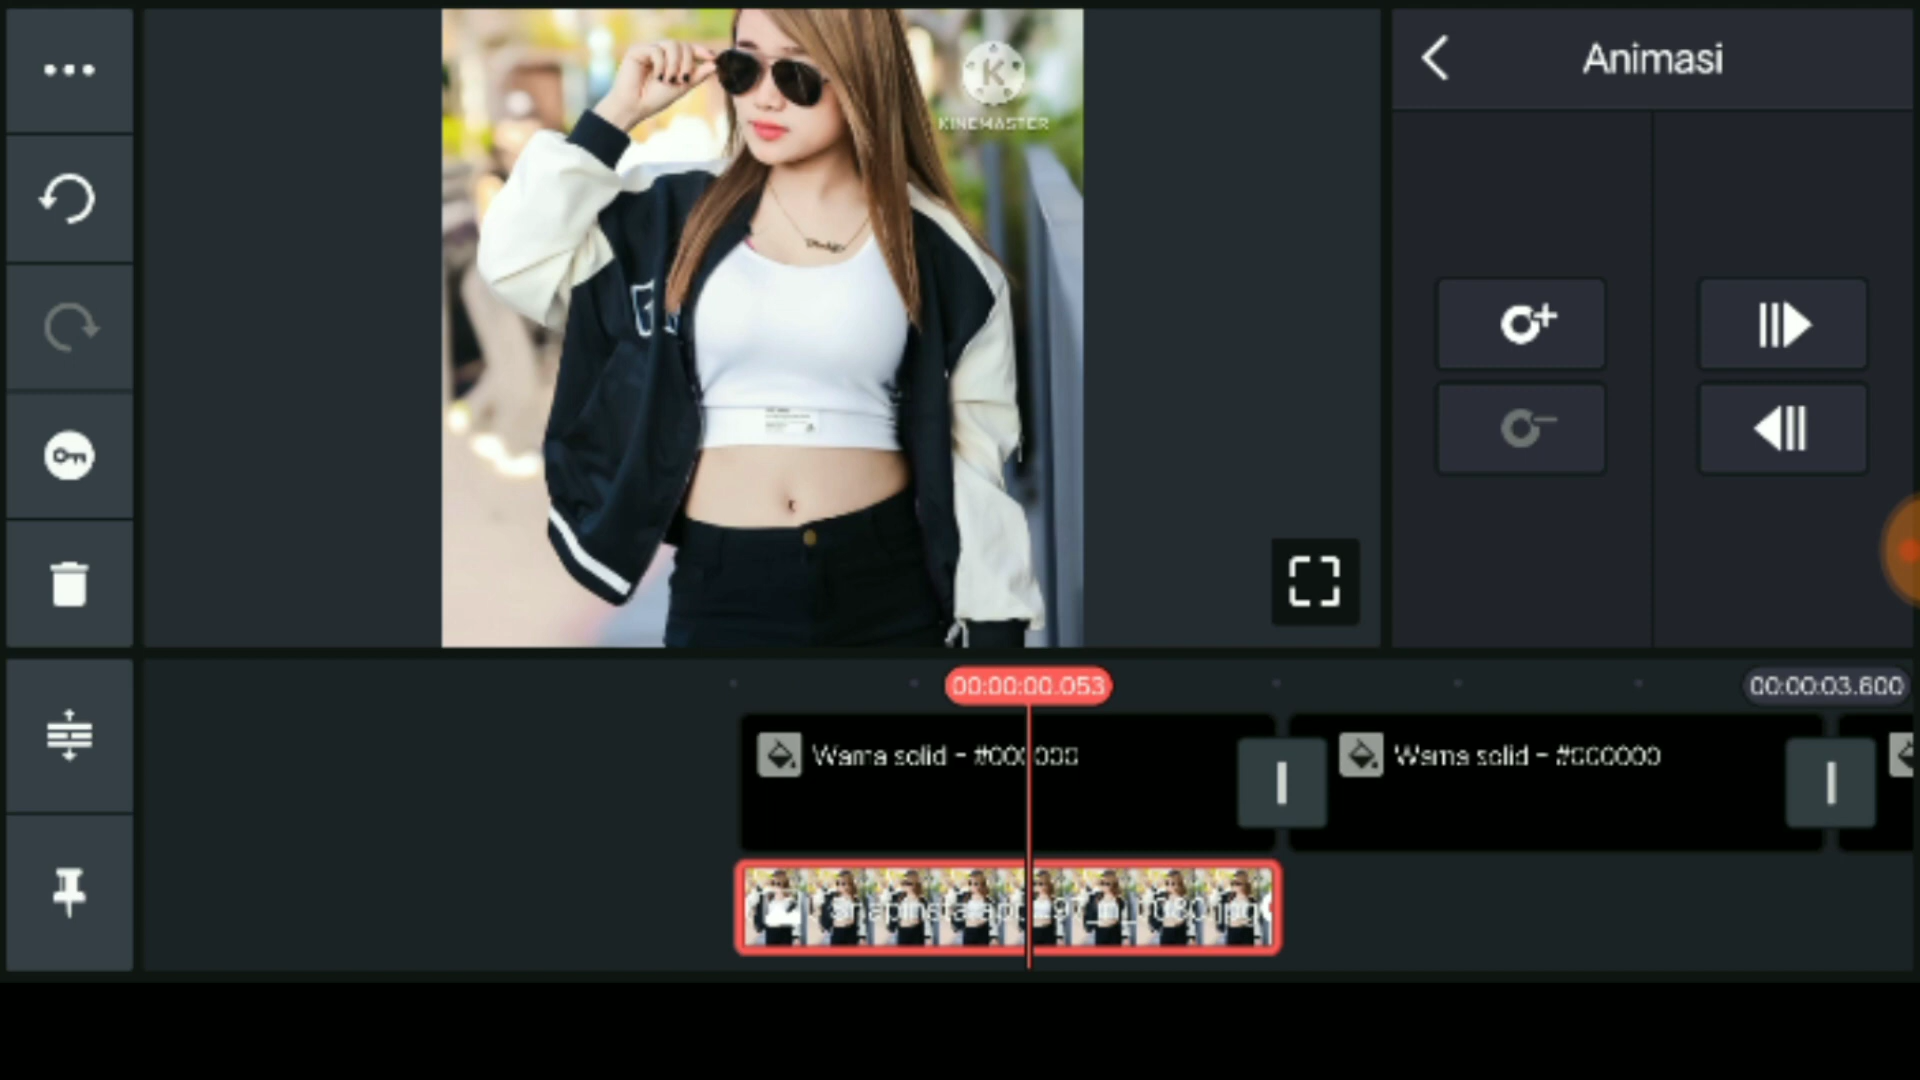 Animasi
KINEMASTER
00:00:00.053
00:00:03.600
Warna solid - #000000
Warna solid - #000000